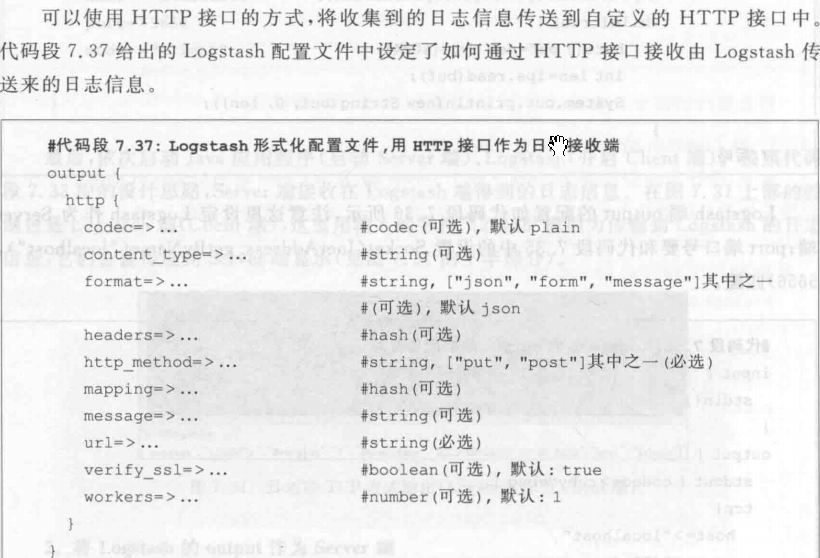 可以使用 HTTP 接口的方式,将收集到的日志信息传送到自定义的 HTTP 接口中。
代码段 7.37 给出的 Logstash 配置文件中设定了如何通过 HTTP 接口接收由 Logstash 传
送来的日志信息。
#代码段 7.37: Logstash 形式化配置文件,用 HTTP 接口作为日 接收端
output {
http {
codec=>... #codec(可选), 默认 plain
content_type=>... #string(可选)
format=>... #string, ["json", "form", "message"]其中之一
#(可选), 默认 json
headers=>... #hash(可选)
http_method=>... #string, ["put", "post"]其中之一(必选)
mapping=>... #hash(可选)
message=>... #string(可选)
url=>... #string(必选)
verify_ssl=>... #boolean(可选), 默认: true
workers=>... #number(可选), 默认: 1
}
}